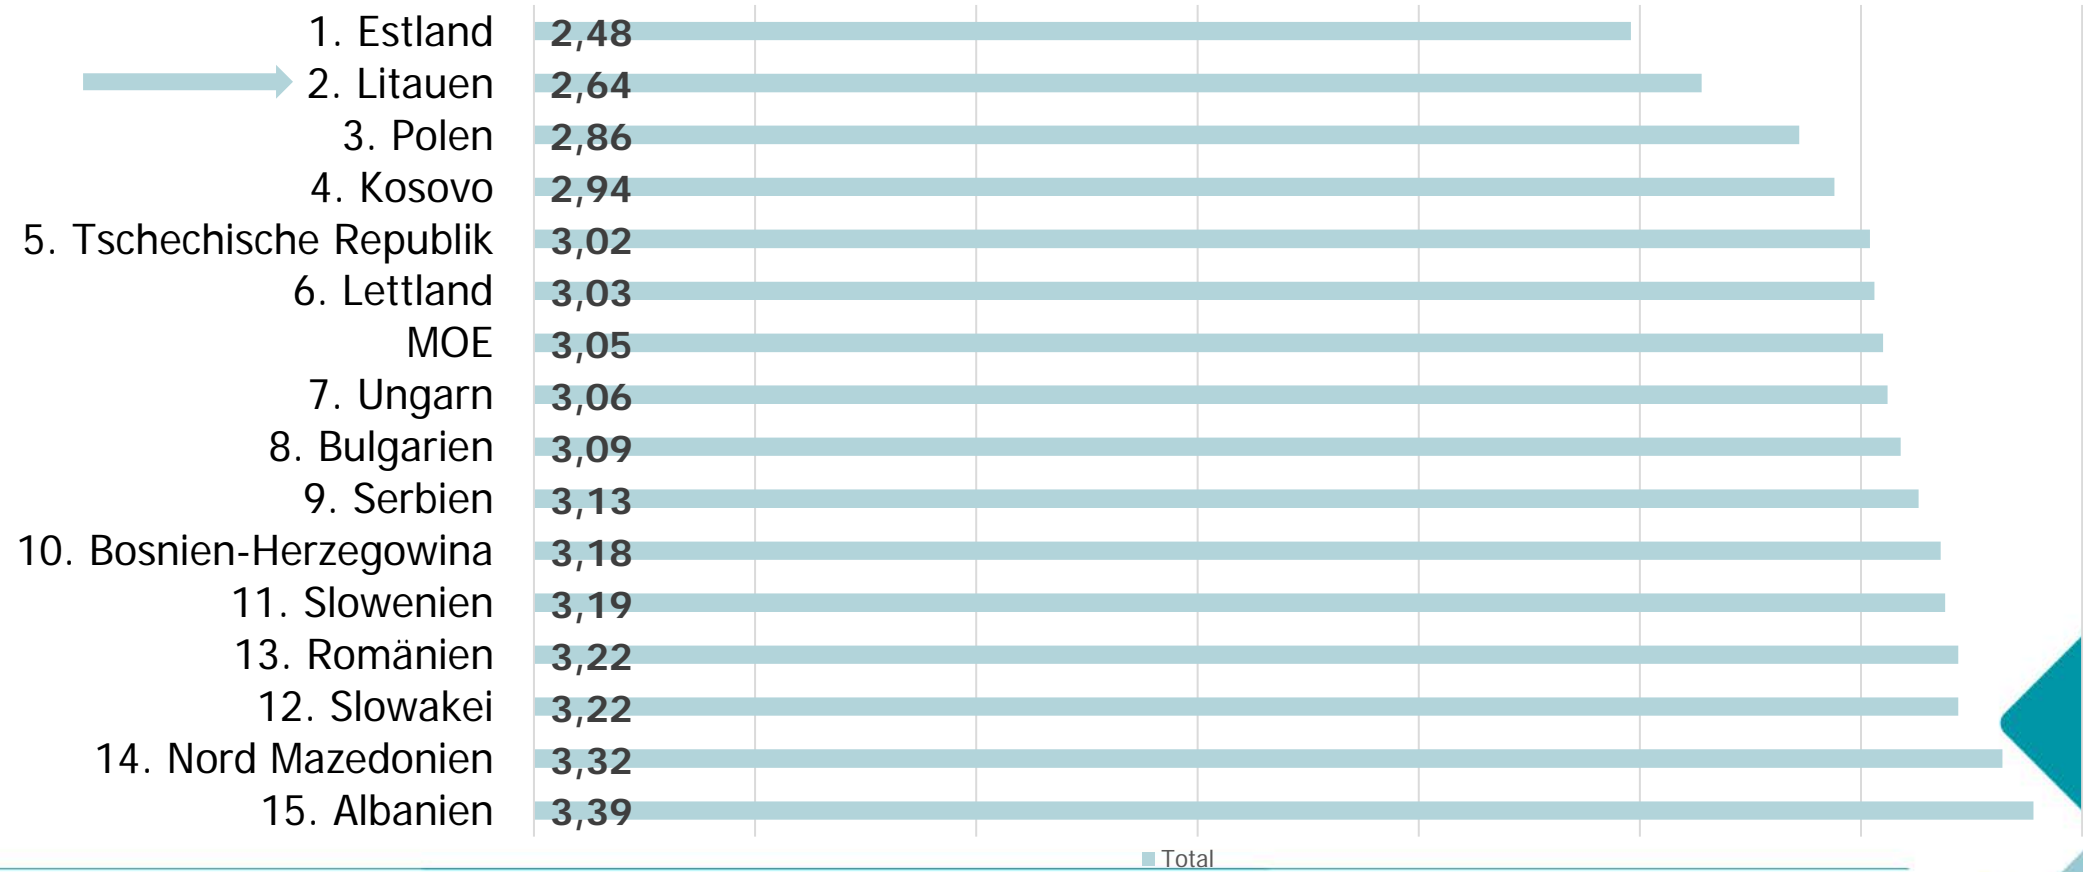 1. Estland 2,48
2. Litauen 2,64
3. Polen 2,86
4. Kosovo 2,94
5. Tschechische Republik 3,02
6. Lettland 3,03
MOE 3,05
7. Ungarn 3,06
8. Bulgarien 3,09
9. Serbien 3,13
10. Bosnien-Herzegowina 3,18
11. Slowenien 3,19
13. Romänien 3,22
12. Slowakei 3,22
14. Nord Mazedonien 3,32
15. Albanien 3,39
Total